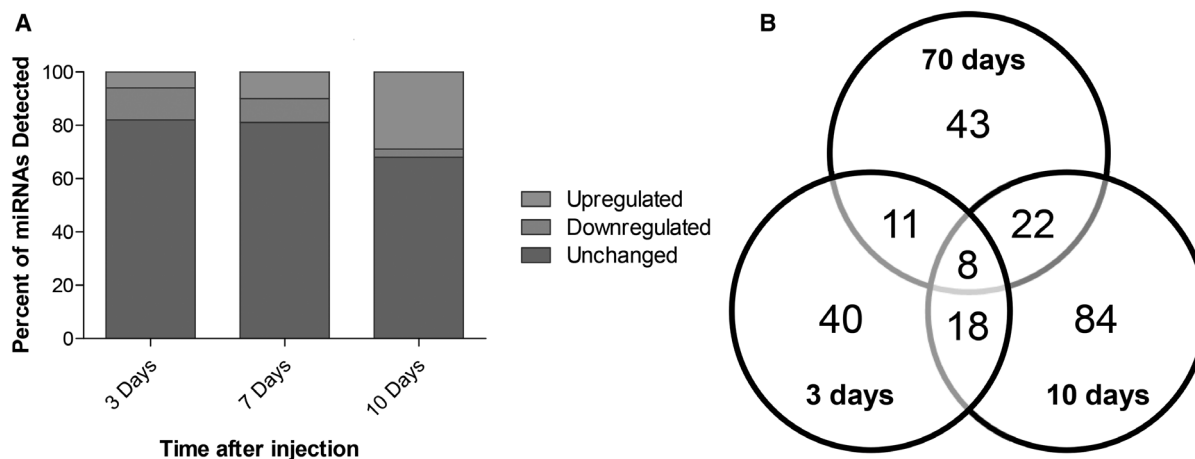 A
Percent of miRNAs Detected
100
80
60
40
20
0
3 Days
7 Days
10 Days
Time after injection
Upregulated
Downregulated
Unchanged
B
70 days
43
11
22
8
40
18
84
3 days
10 days